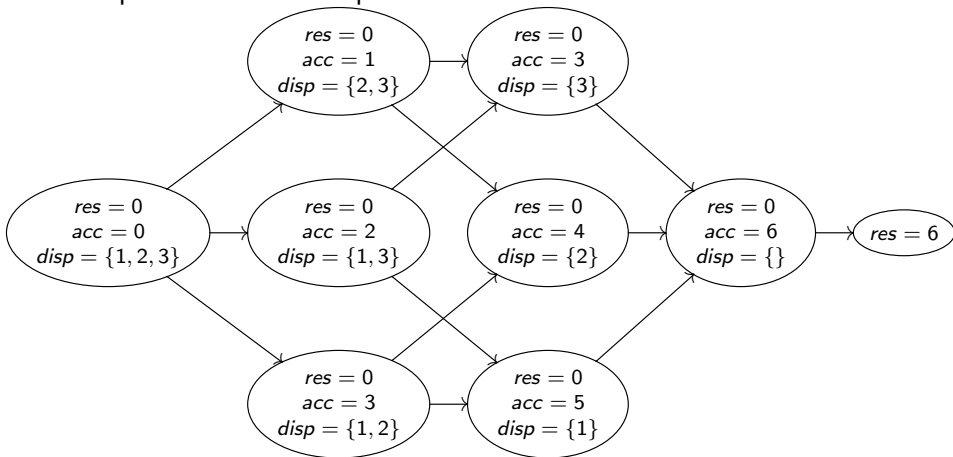 res = 0
acc = 1
disp = {2, 3}
res = 0
acc = 3
disp = {3}
res = 0
acc = 0
disp = {1, 2, 3}
res = 0
acc = 2
disp = {1, 3}
res = 0
acc = 4
disp = {2}
res = 0
acc = 6
disp = {}
res = 6
res = 0
acc = 3
disp = {1, 2}
res = 0
acc = 5
disp = {1}